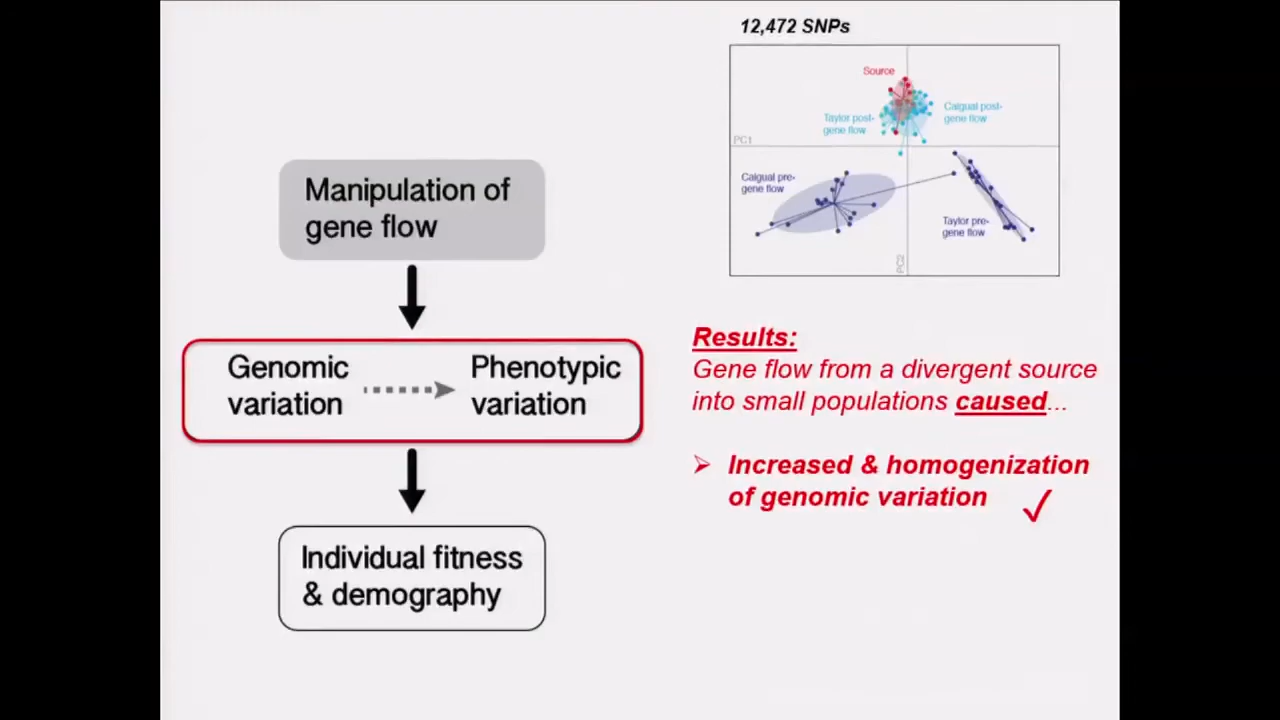 12,472 SNPs
Source
Taylor post-
gene flow
Caigual post-
gene flow
PC1
Caigual pre-
gene flow
Taylor pre-
gene flow
PC2
Manipulation of
gene flow
Genomic
variation
Phenotypic
variation
Individual fitness
& demography
Results:
Gene flow from a divergent source
into small populations caused...
Increased & homogenization
of genomic variation